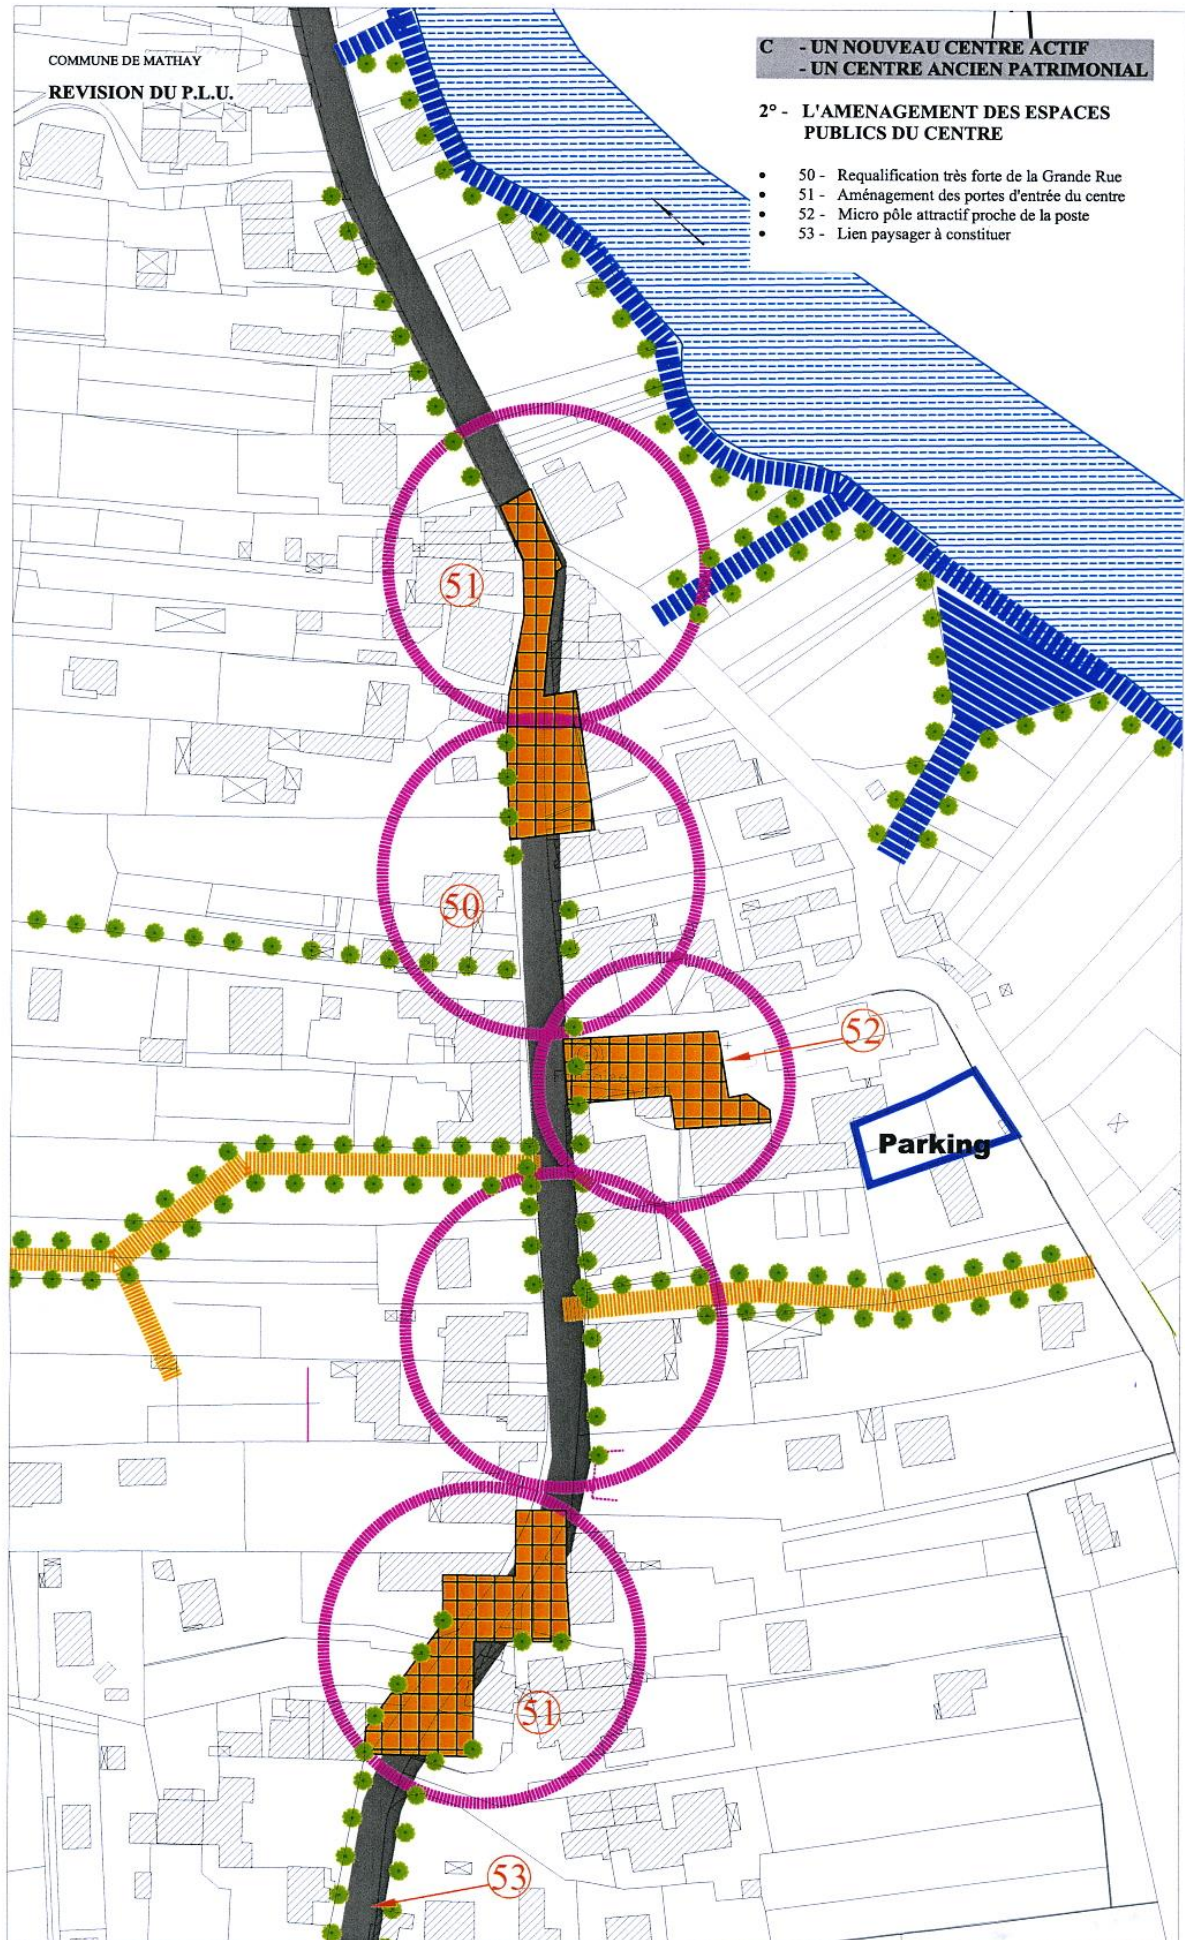 COMMUNE DE MATHAY
REVISION DU P.L.U.
C - UN NOUVEAU CENTRE ACTIF
- UN CENTRE ANCIEN PATRIMONIAL
2° - L'AMENAGEMENT DES ESPACES
PUBLICS DU CENTRE
• 50 - Requalification très forte de la Grande Rue
• 51 - Aménagement des portes d'entrée du centre
• 52 - Micro pôle attractif proche de la poste
• 53 - Lien paysager à constituer
51
50
52
Parking
51
53